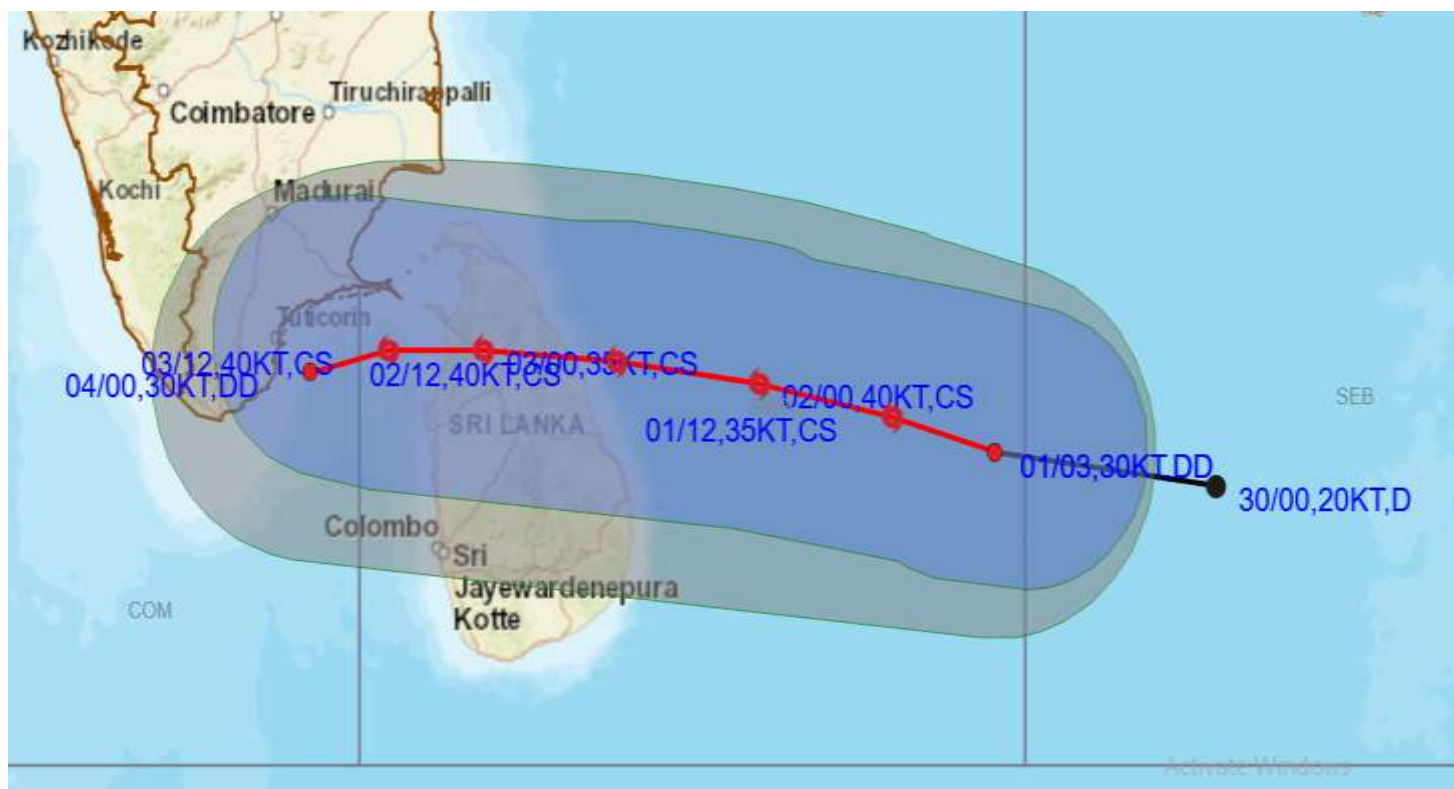 Kozhikode
Tiruchirappalli
Coimbatore
Kochi
Madurai
Tuticorin
03/12,40KT,CS
03/00,35KT,CS
04/00,30KT,DD
02/12,40KT,CS
02/00,40KT,CS
SEB
SRI LANKA
01/12,35KT,CS
01/03,30KT,DD
30/00,20KT,D
Colombo
Sri
Jayewardenepura
Kotte
COM
Activate Windows